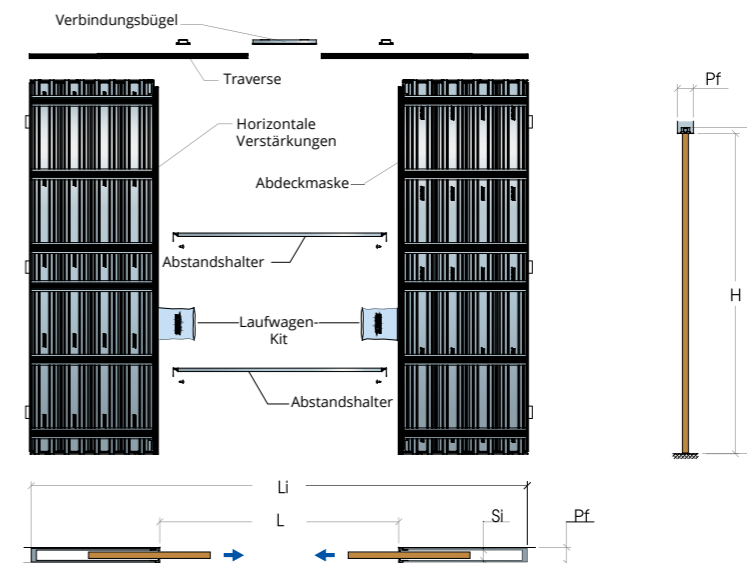 Verbindungsbügel
Traverse
Pf
Horizontale
Verstärkungen
Abdeckmaske
Abstandshalter
H
Laufwagen-
Kit
Abstandshalter
Li
L
Si
Pf